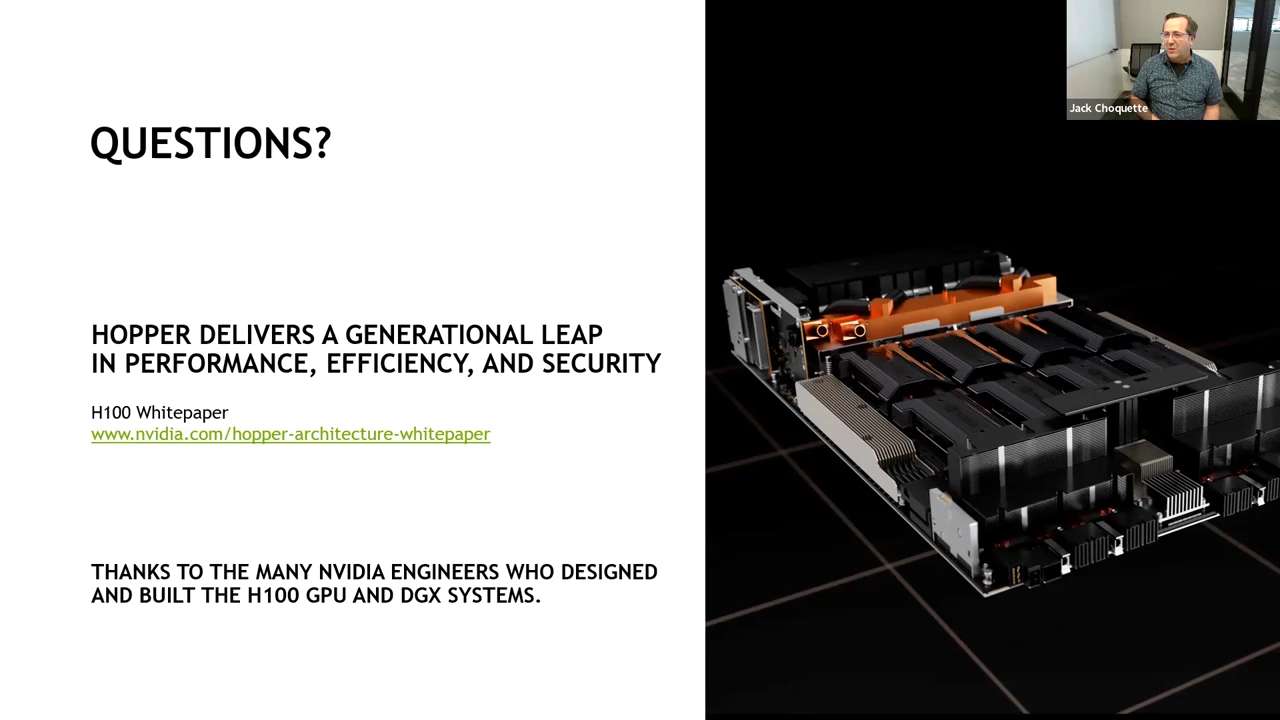 QUESTIONS?
HOPPER DELIVERS A GENERATIONAL LEAP
IN PERFORMANCE, EFFICIENCY, AND SECURITY
H100 Whitepaper
www.nvidia.com/hopper-architecture-whitepaper
THANKS TO THE MANY NVIDIA ENGINEERS WHO DESIGNED
AND BUILT THE H100 GPU AND DGX SYSTEMS.
Jack Choquette